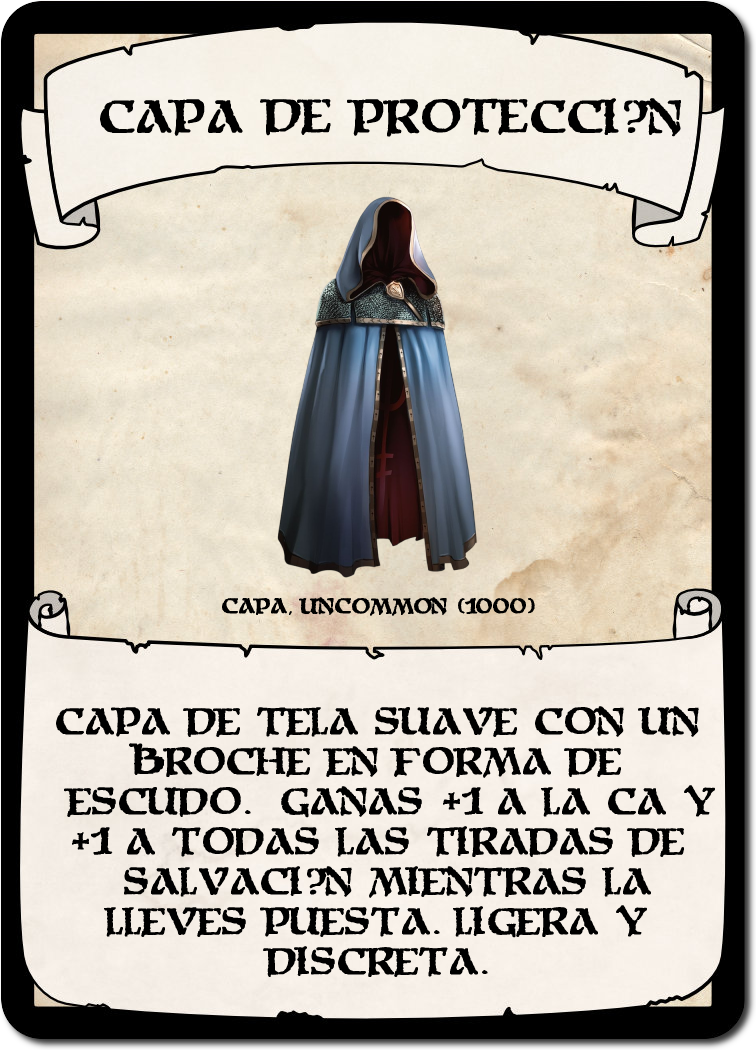 CAPA DE PROTECCI?N
CAPA, UNCOMMON (1000)
CAPA DE TELA SUAVE CON UN
BROCHE EN FORMA DE
ESCUDO. GANAS +1 A LA CA Y
+1 A TODAS LAS TIRADAS DE
SALVACI?N MIENTRAS LA
LLEVES PUESTA. LIGERA Y
DISCRETA.